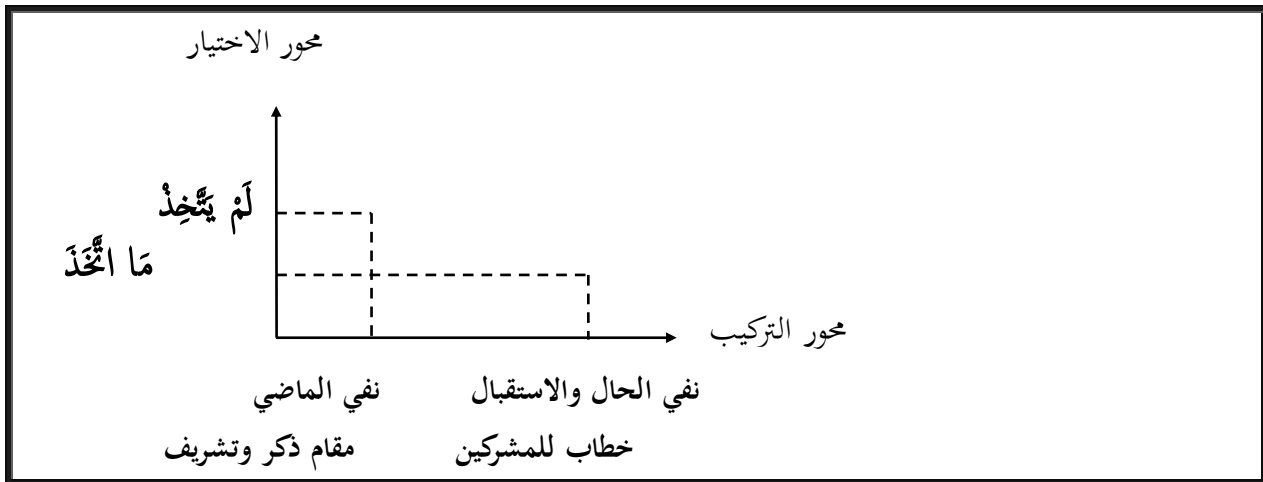 محور الاختيار
لَمْ يَتَّخِذْ
مَا اتَّخَذَ
محور التركيب
نفي الماضي
نفي الحال والاستقبال
مقام ذكر وتشريف
خطاب للمشركين